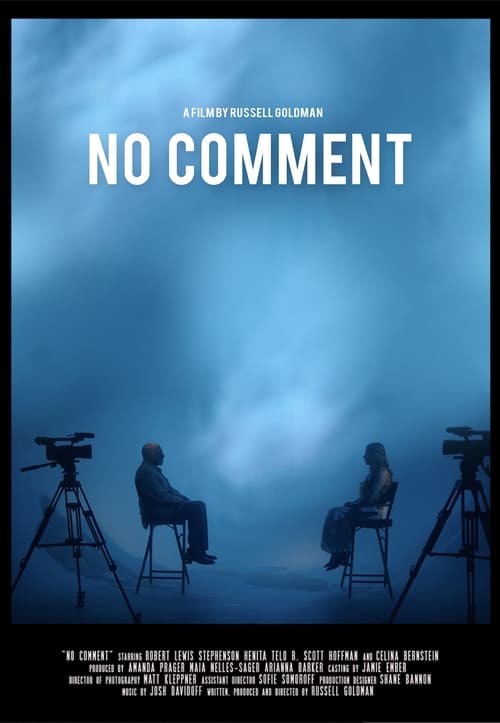 A FILM BY RUSSELL GOLDMAN
NO COMMENT
"NO COMMENT" STARRING ROBERT LEWIS STEPHENSON HENITA TELO R. SCOTT HOFFMAN AND CELINA BERNSTEIN
PRODUCED BY AMANDA PRAGER MAIA NELLES-SAGER ARIANNA BARKER CASTING BY JAMIE EMBER
DIRECTOR OF PHOTOGRAPHY MATT KLEPPNER ASSISTANT DIRECTOR SOFIE SOMOROFF PRODUCTION DESIGNER SHANE BANNON
MUSIC BY JOSH DAVIDOFF WRITTEN, PRODUCED AND DIRECTED BY RUSSELL GOLDMAN